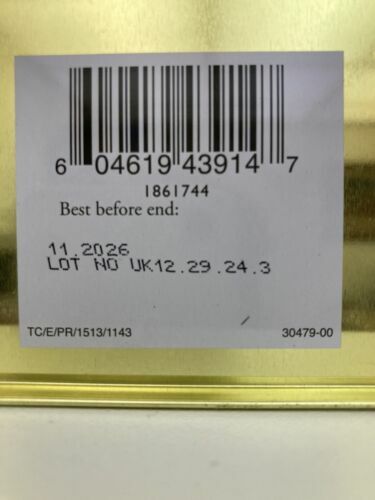 6 04619 43914 7
1861744
Best before end:
11.2026
LOT NO UK12.29.24.3
TC/E/PR/1513/1143 30479-00